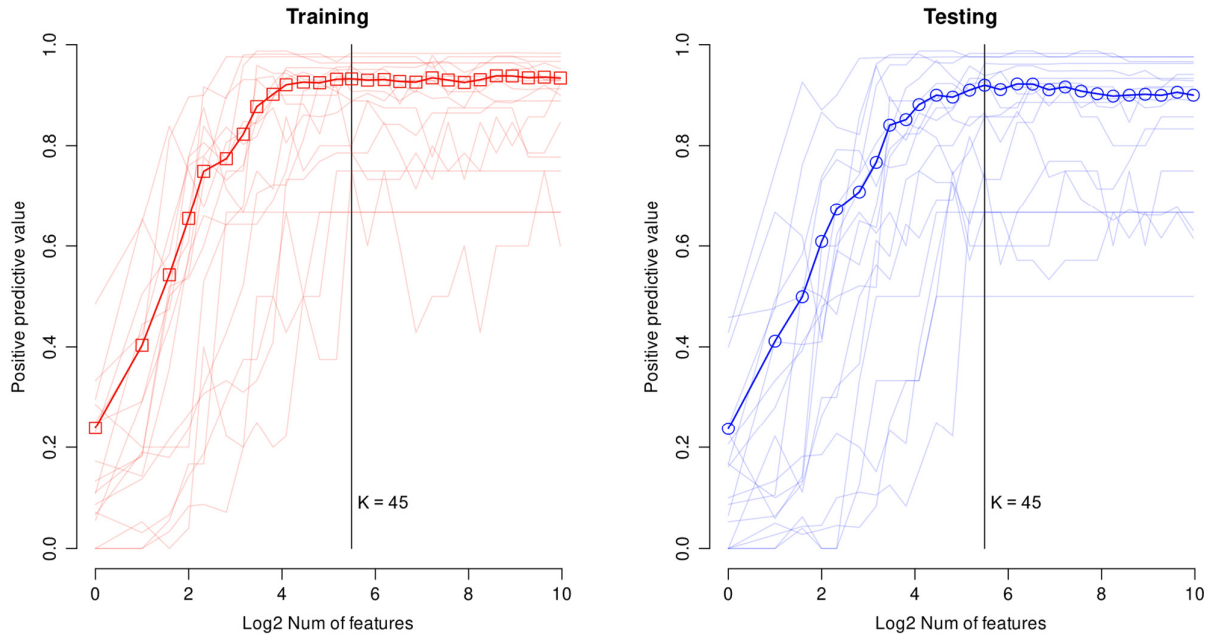 Training
Positive predictive value
1.0
0.8
0.6
0.4
0.2
0.0
K = 45
0 2 4 6 8 10
Log2 Num of features
Testing
Positive predictive value
1.0
0.8
0.6
0.4
0.2
0.0
K = 45
0 2 4 6 8 10
Log2 Num of features